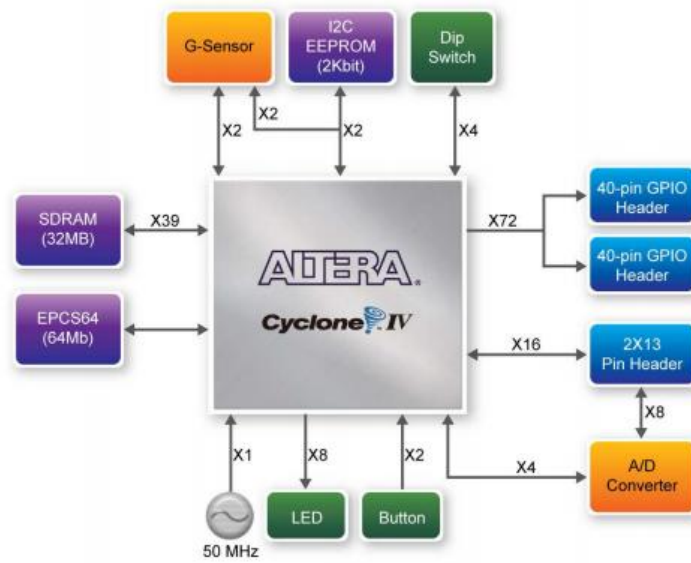 G-Sensor
I2C
EEPROM
(2Kbit)
Dip
Switch
X2
X2
X2
X4
SDRAM
(32MB)
X39
EPCS64
(64Mb)
ALTERA®
Cyclone IV
X72
40-pin GPIO
Header
40-pin GPIO
Header
X16
2X13
Pin Header
X8
X4
A/D
Converter
X1
50 MHz
X8
LED
X2
Button